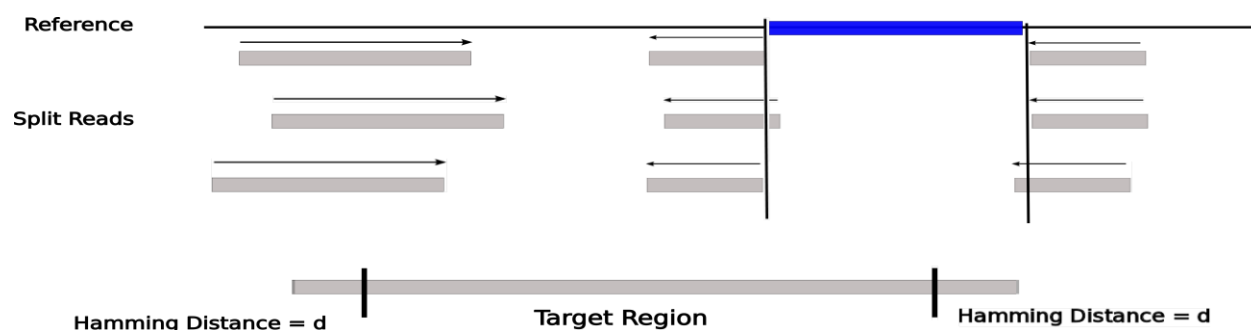 Reference
Split Reads
Target Region
Hamming Distance = d
Hamming Distance = d